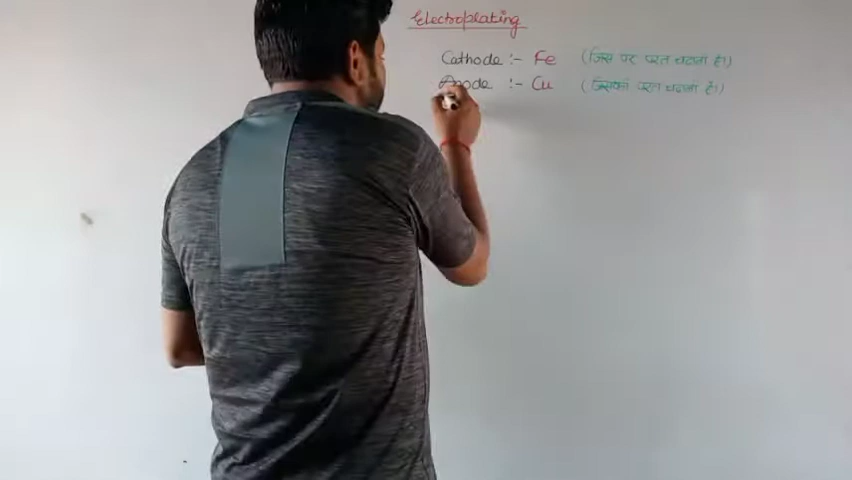 Electroplating
Cathode :- Fe (जिस पर परत चढ़ाना है।)
Anode :- Cu (जिसकी परत चढ़ाना है।)